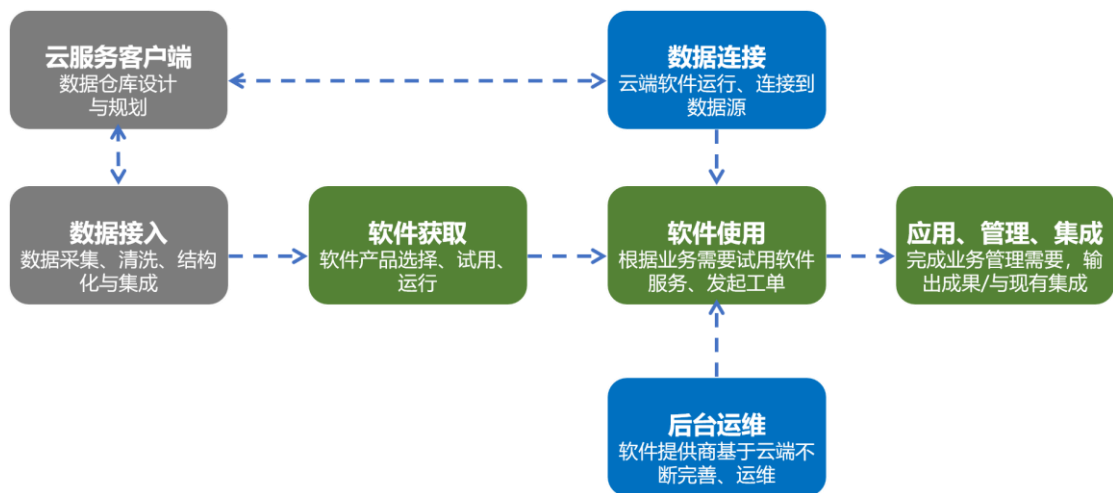 云服务客户端
数据仓库设计
与规划
数据连接
云端软件运行、连接到
数据源
数据接入
数据采集、清洗、结构
化与集成
软件获取
软件产品选择、试用、
运行
软件使用
根据业务需要试用软件
服务、发起工单
应用、管理、集成
完成业务管理需要，输
出成果/与现有集成
后台运维
软件提供商基于云端不
断完善、运维